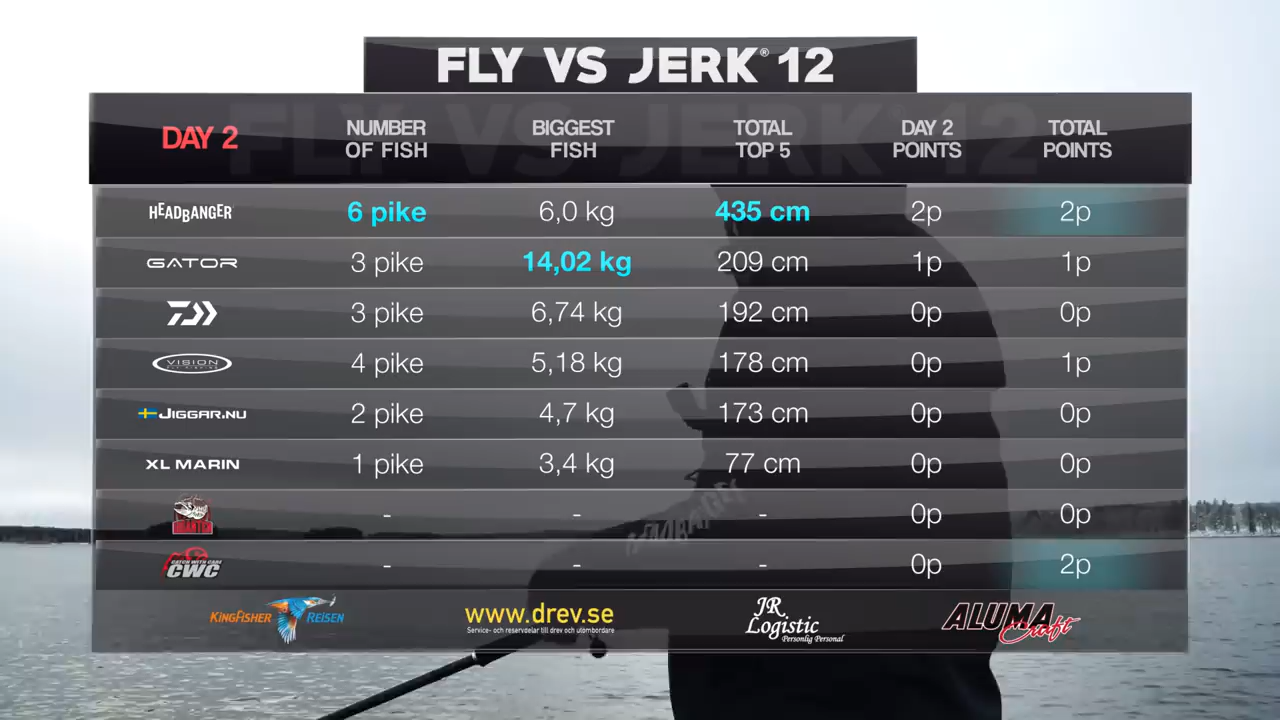 FLY VS JERK® 12
DAY 2
NUMBER OF FISH
BIGGEST FISH
TOTAL TOP 5
DAY 2 POINTS
TOTAL POINTS
HEADBANGER 6 pike 6,0 kg 435 cm 2p 2p
GATOR 3 pike 14,02 kg 209 cm 1p 1p
3 pike 6,74 kg 192 cm 0p 0p
VISION 4 pike 5,18 kg 178 cm 0p 1p
JIGGAR.NU 2 pike 4,7 kg 173 cm 0p 0p
XL MARIN 1 pike 3,4 kg 77 cm 0p 0p
- - - 0p 0p
CATCH WITH CARE
CWC - - - 0p 2p
KINGFISHER REISEN
www.drev.se
Service- och reservdelar till drev och utombordare
JR. Logistic
Personlig Personal
ALUMA Craft
HEADBANGER